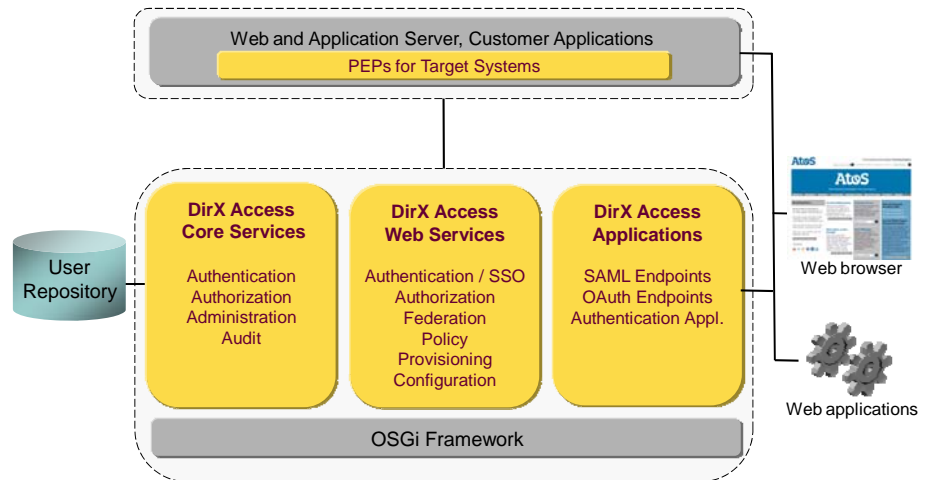 Web and Application Server, Customer Applications
PEPs for Target Systems
DirX Access
Core Services
Authentication
Authorization
Administration
Audit
DirX Access
Web Services
Authentication / SSO
Authorization
Federation
Policy
Provisioning
Configuration
DirX Access
Applications
SAML Endpoints
OAuth Endpoints
Authentication Appl.
User
Repository
OSGi Framework
AtoS
AtoS
Web browser
Web applications